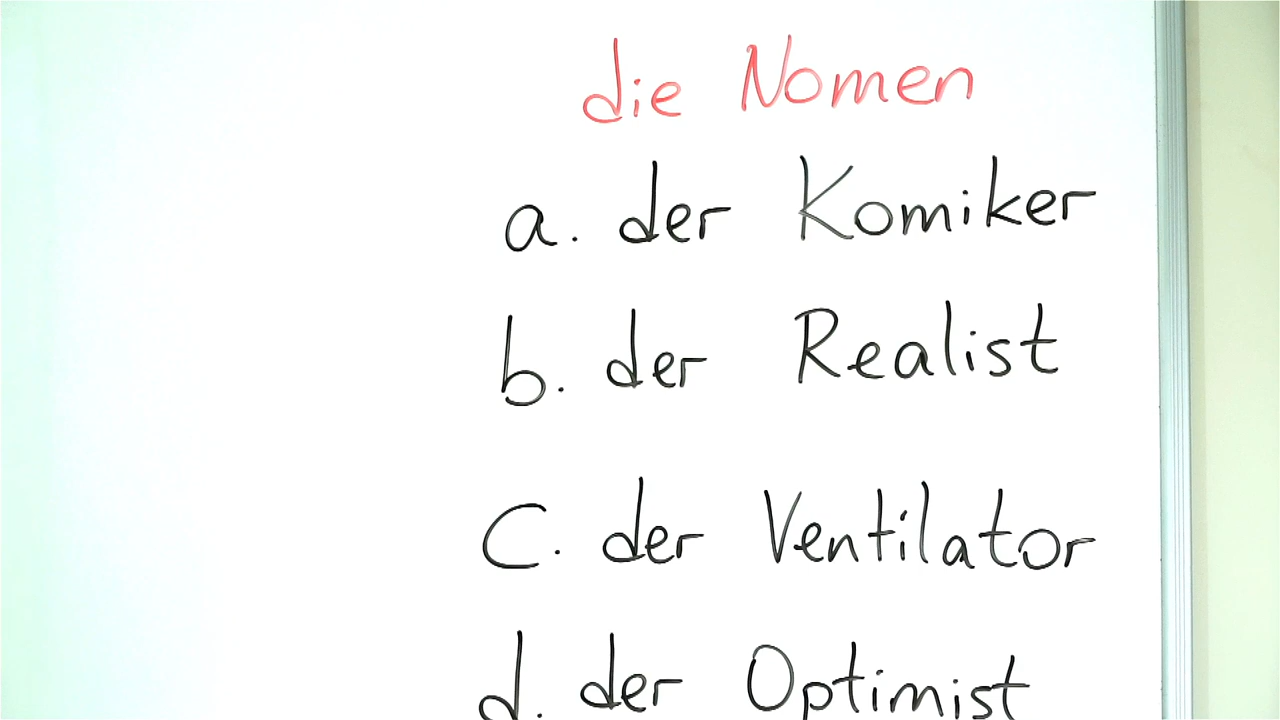 die Nomen
a. der Komiker
b. der Realist
c. der Ventilator
d. der Optimist